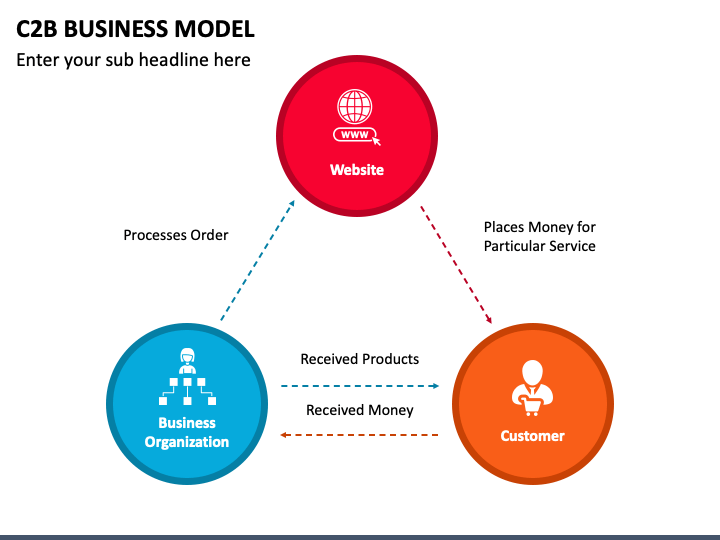 C2B BUSINESS MODEL
Enter your sub headline here
WWW
Website
Processes Order
Places Money for
Particular Service
Received Products
Received Money
Business
Organization
Customer